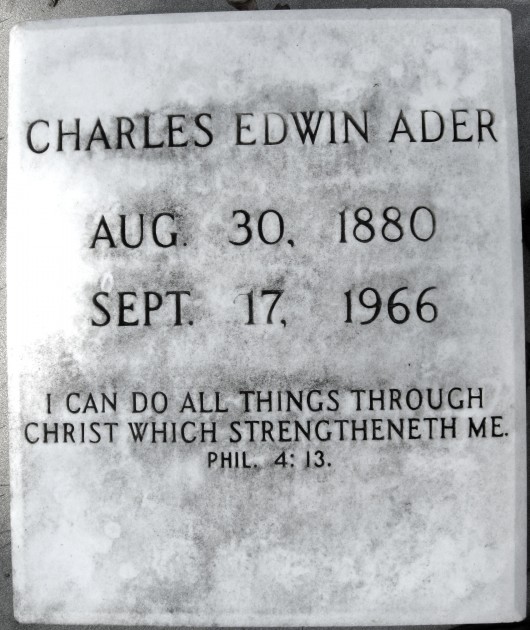 CHARLES EDWIN ADER
AUG. 30, 1880
SEPT. 17, 1966
I CAN DO ALL THINGS THROUGH
CHRIST WHICH STRENGTHENETH ME.
PHIL. 4: 13.